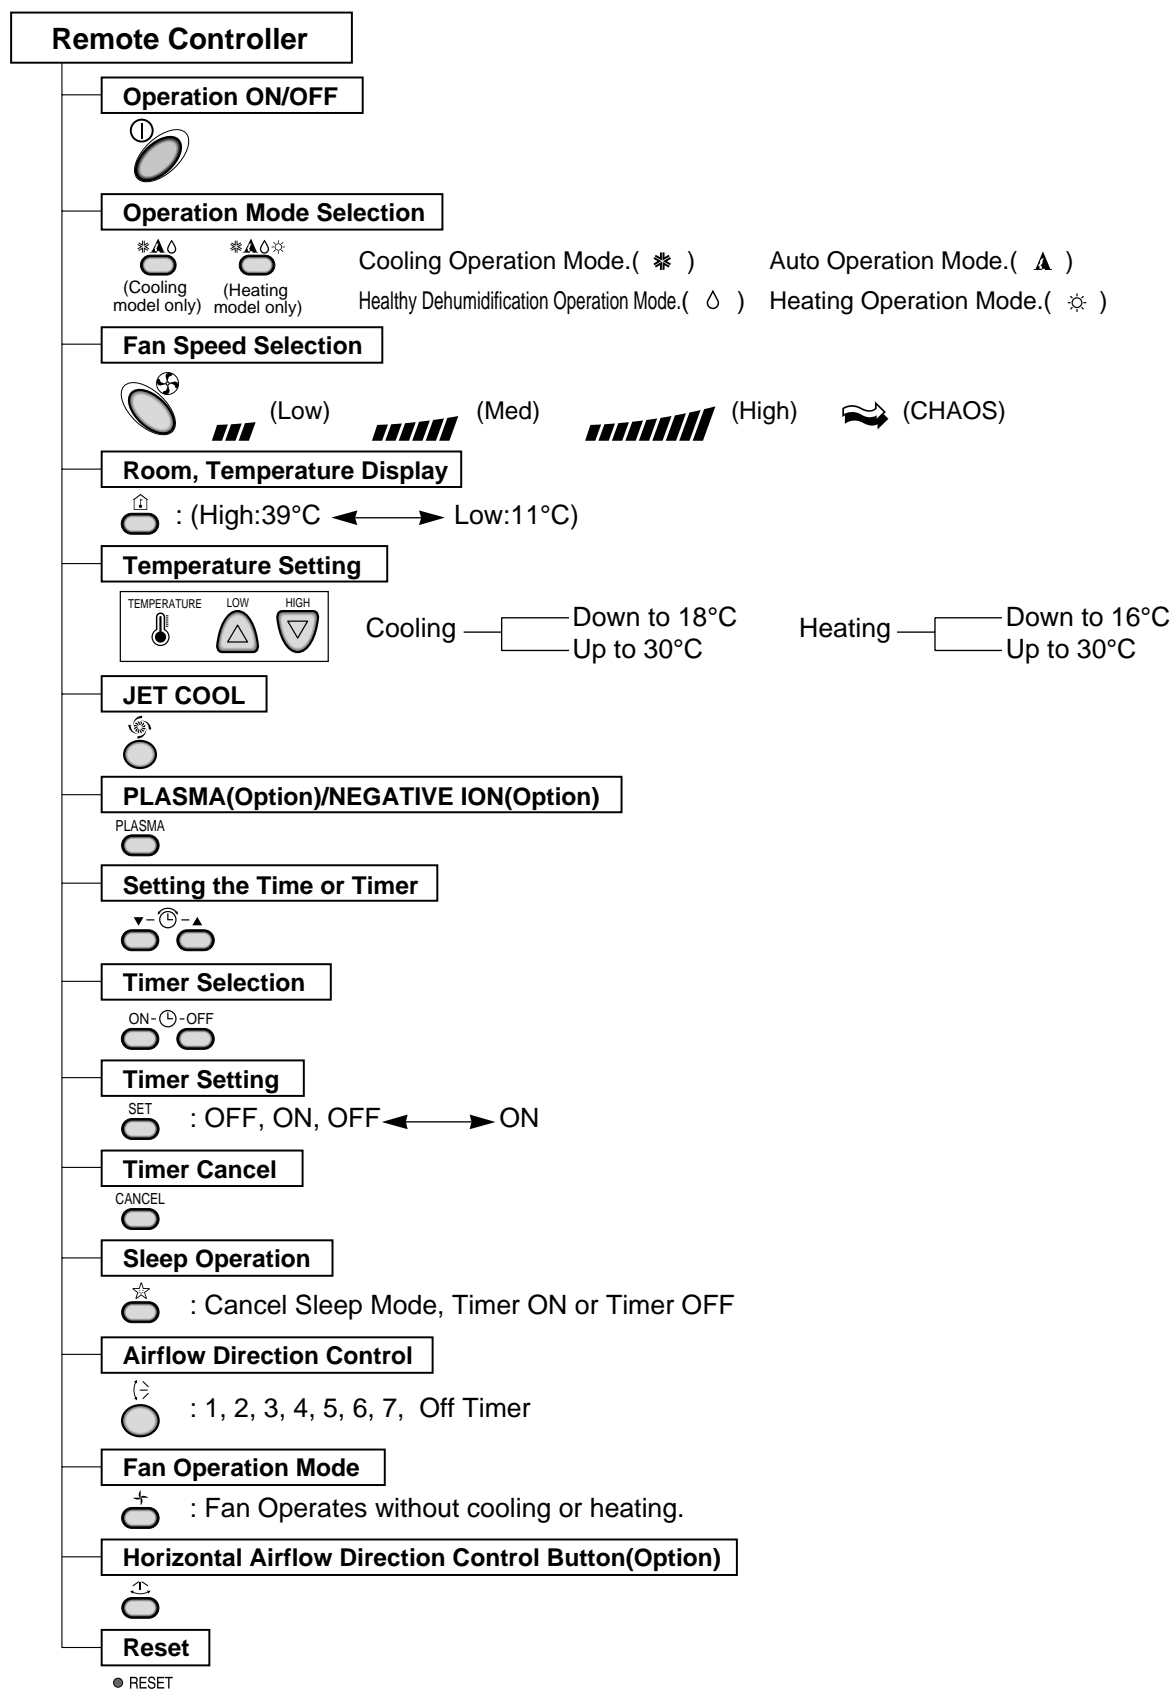 Remote Controller
Operation ON/OFF
Operation Mode Selection
(Cooling model only) (Heating model only)
Cooling Operation Mode.( ) Auto Operation Mode.( )
Healthy Dehumidification Operation Mode.( ) Heating Operation Mode.( )
Fan Speed Selection
(Low) (Med) (High) (CHAOS)
Room, Temperature Display
: (High:39°C Low:11°C)
Temperature Setting
TEMPERATURE LOW HIGH
Cooling Down to 18°C
Up to 30°C
Heating Down to 16°C
Up to 30°C
JET COOL
PLASMA(Option)/NEGATIVE ION(Option)
PLASMA
Setting the Time or Timer
▼- -▲
Timer Selection
ON- -OFF
Timer Setting
SET : OFF, ON, OFF ON
Timer Cancel
CANCEL
Sleep Operation
: Cancel Sleep Mode, Timer ON or Timer OFF
Airflow Direction Control
: 1, 2, 3, 4, 5, 6, 7, Off Timer
Fan Operation Mode
: Fan Operates without cooling or heating.
Horizontal Airflow Direction Control Button(Option)
Reset
RESET